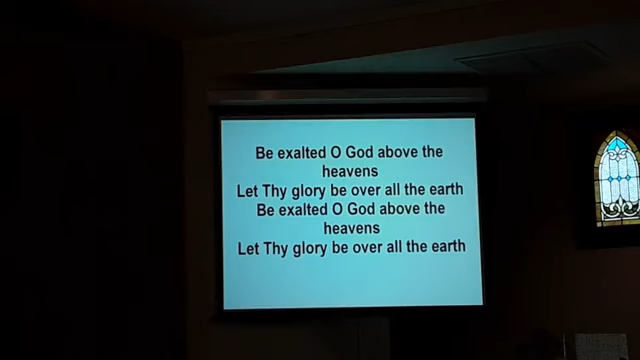 Be exalted O God above the
heavens
Let Thy glory be over all the earth
Be exalted O God above the
heavens
Let Thy glory be over all the earth